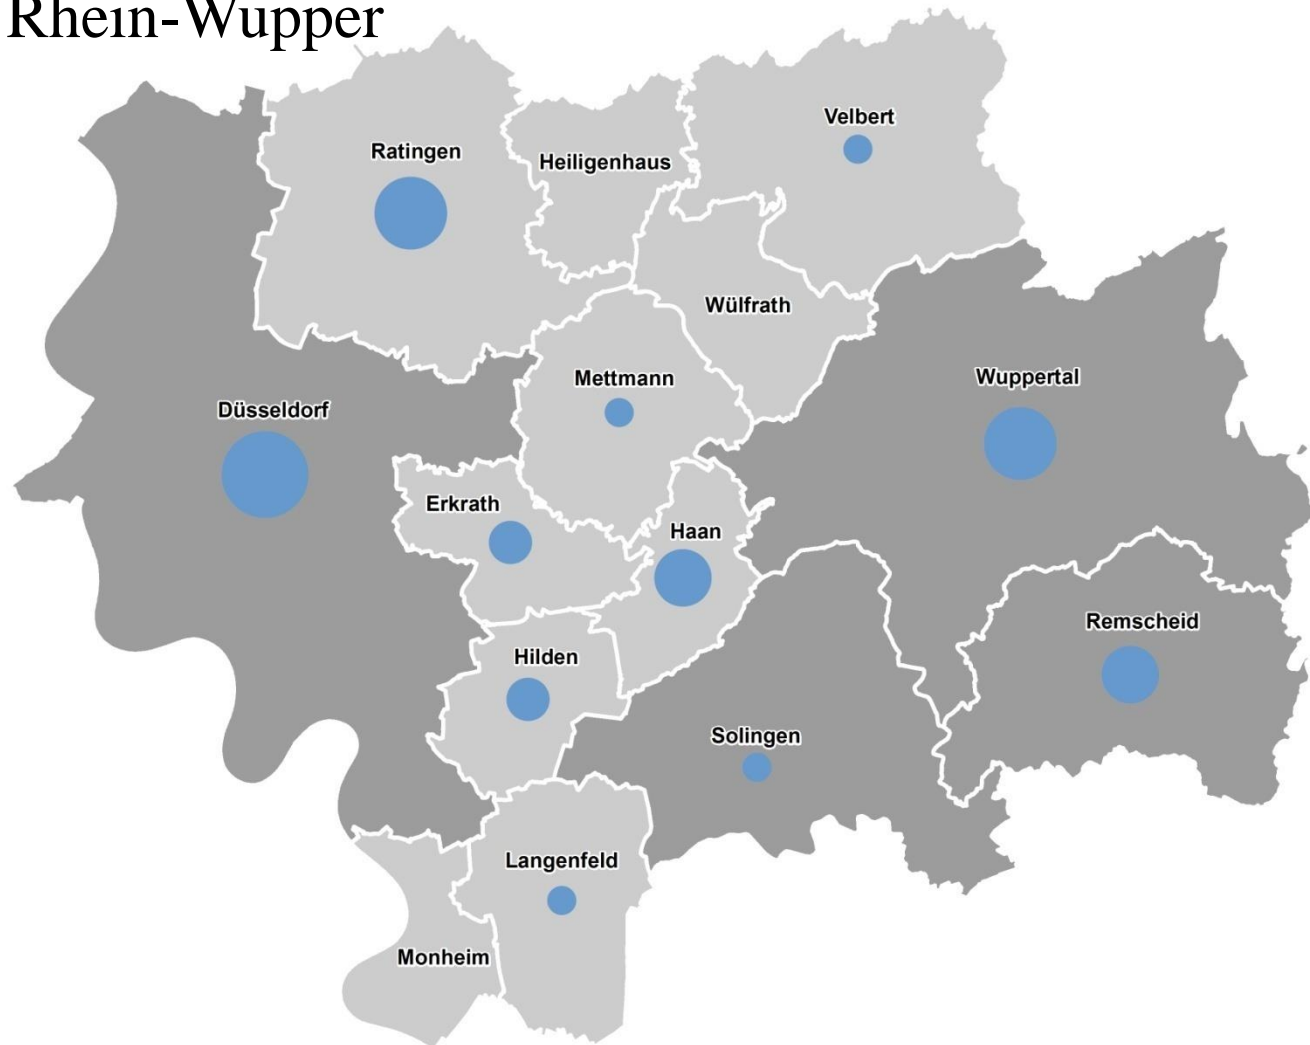 Rhein-Wupper
Velbert
Ratingen
Heiligenhaus
Wülfrath
Mettmann
Wuppertal
Düsseldorf
Erkrath
Haan
Remscheid
Hilden
Solingen
Langenfeld
Monheim